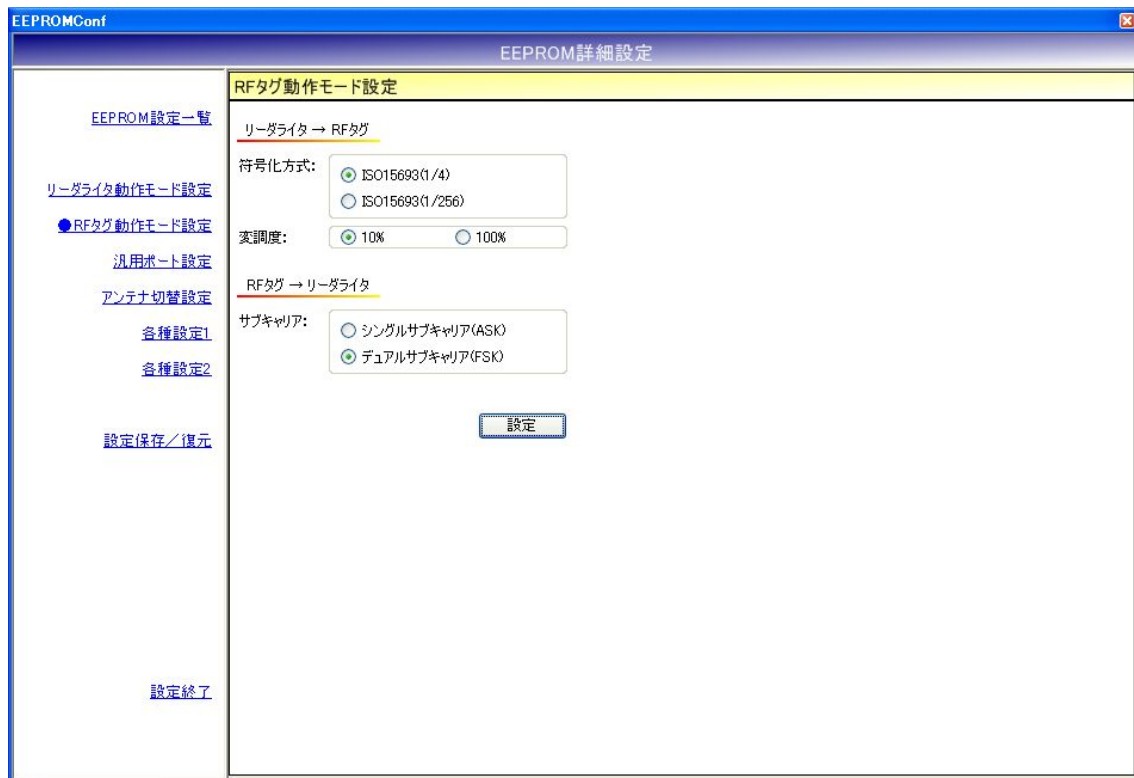 EEPROMConf
EEPROM詳細設定
EEPROM設定一覧
リーダライタ動作モード設定
●RFタグ動作モード設定
汎用ポート設定
アンテナ切替設定
各種設定1
各種設定2
設定保存／復元
設定終了
RFタグ動作モード設定
リーダライタ → RFタグ
符号化方式:
ISO15693(1/4)
ISO15693(1/256)
変調度: 10% 100%
RFタグ → リーダライタ
サブキャリア:
シングルサブキャリア(ASK)
デュアルサブキャリア(FSK)
設定